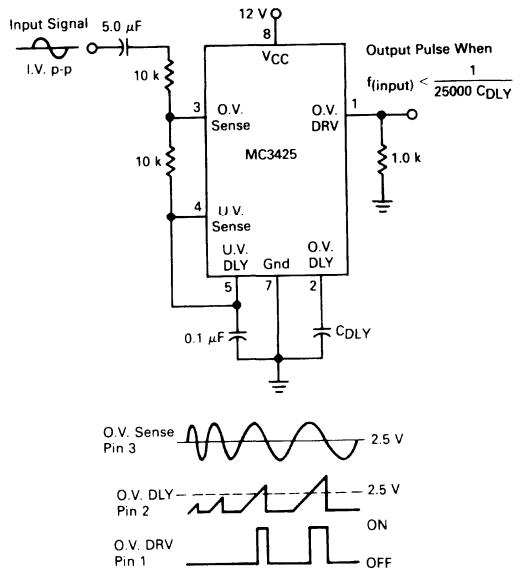 Input Signal
I.V. p-p
5.0 µF
12 V
8
VCC
Output Pulse When
f(input) < 1
25000 CDLY
10 k
3
O.V.
Sense
O.V.
DRV
1
10 k
MC3425
1.0 k
4
U.V.
Sense
U.V.
DLY
Gnd
O.V.
DLY
5
7
2
0.1 µF
CDLY
O.V. Sense
Pin 3
2.5 V
O.V. DLY
Pin 2
2.5 V
O.V. DRV
Pin 1
ON
OFF